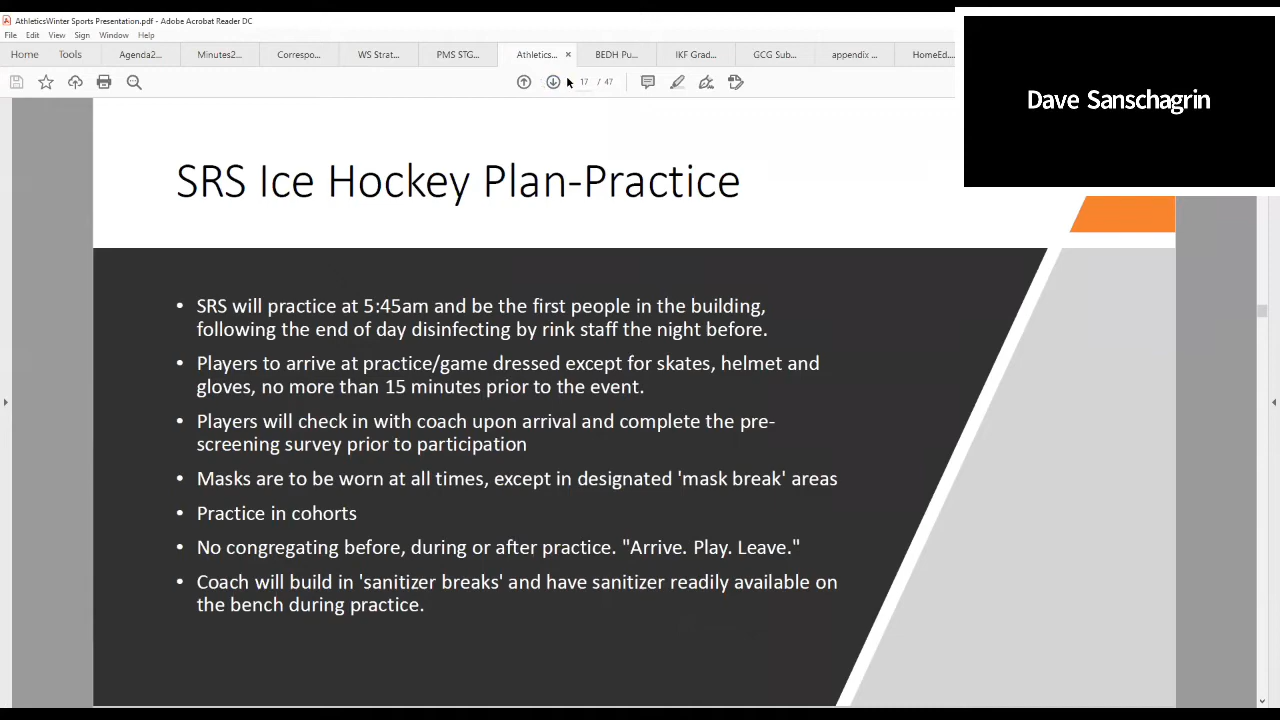 AthleticsWinter Sports Presentation.pdf - Adobe Acrobat Reader DC
File Edit View Sign Window Help
Home Tools Agenda2... Minutes2... Correspo... WS Strat... PMS STG... Athletics... × BEDH Pu... IKF Grad... GCG Sub... appendix ... HomeEd...
17 / 47
Dave Sanschagrin
SRS Ice Hockey Plan-Practice
• SRS will practice at 5:45am and be the first people in the building,
following the end of day disinfecting by rink staff the night before.
• Players to arrive at practice/game dressed except for skates, helmet and
gloves, no more than 15 minutes prior to the event.
• Players will check in with coach upon arrival and complete the pre-
screening survey prior to participation
• Masks are to be worn at all times, except in designated 'mask break' areas
• Practice in cohorts
• No congregating before, during or after practice. "Arrive. Play. Leave."
• Coach will build in 'sanitizer breaks' and have sanitizer readily available on
the bench during practice.